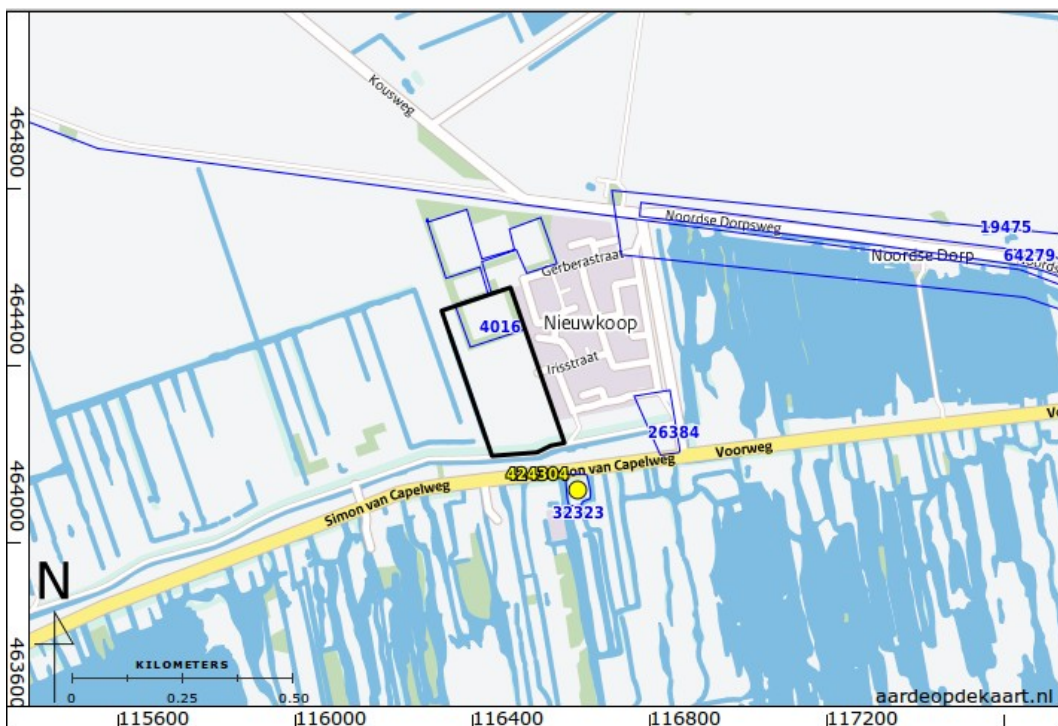 Kousweg
464800
Noordse Dorpsweg
19475
Noordse Dorp
64279
Gerberastraat
464400
4016
Nieuwkoop
Irisstraat
26384
Voorweg
424304
Simon van Capelweg
32323
464000
N
KILOMETERS
0 0.25 0.50
463600
aardeopdekaart.nl
115600 116000 116400 116800 117200